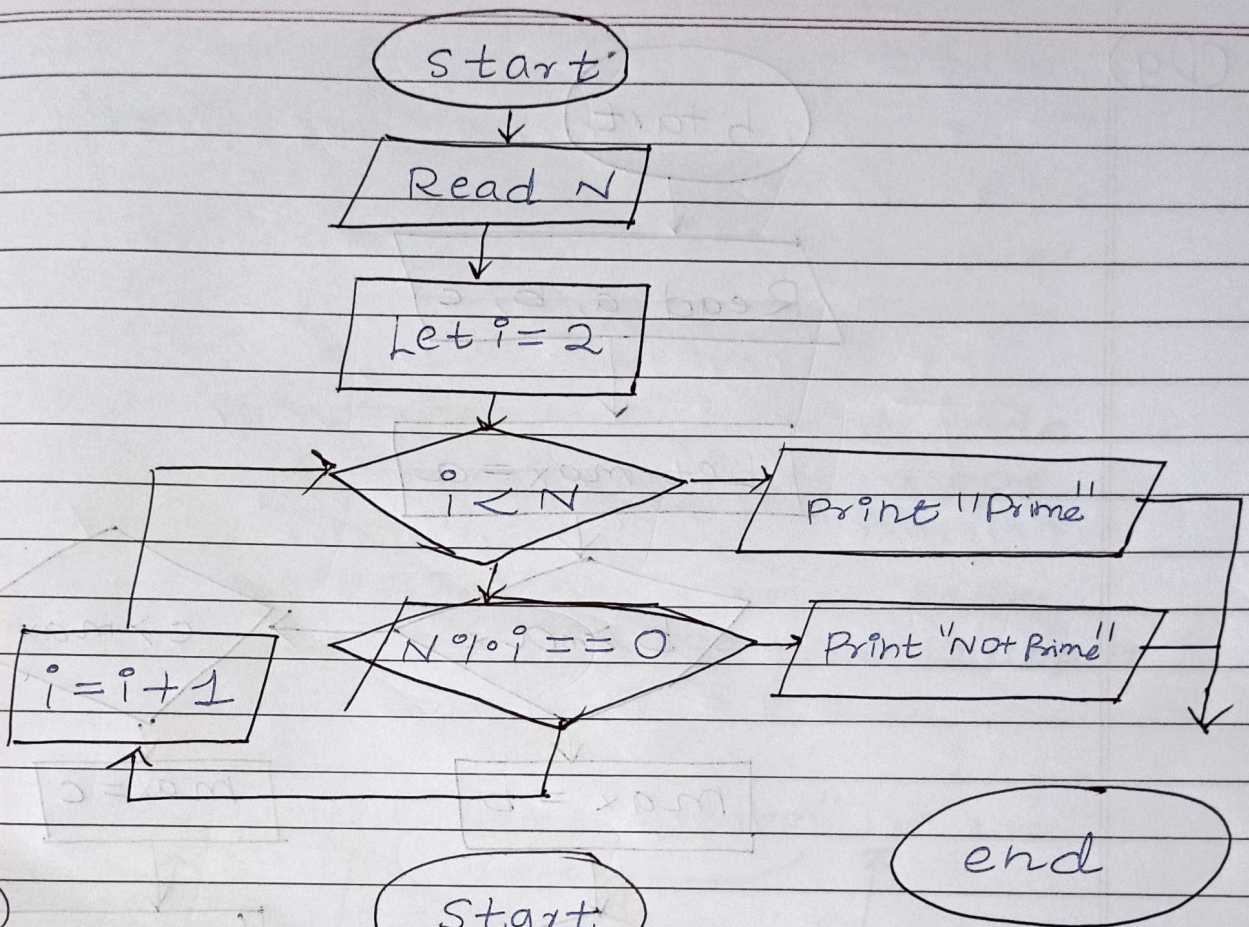 start
Read N
Let i = 2
i < N
Print "Prime"
N % i == 0
Print "Not Prime"
i = i + 1
end
Start